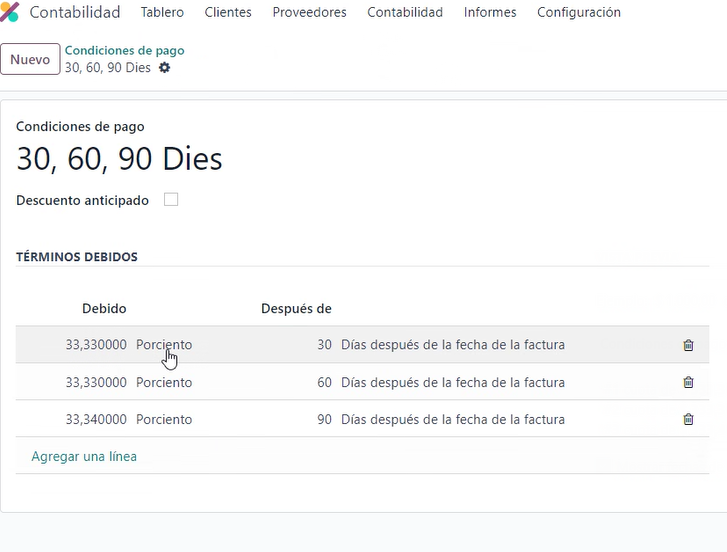 Contabilidad Tablero Clientes Proveedores Contabilidad Informes Configuración
Nuevo
Condiciones de pago
30, 60, 90 Dies
Condiciones de pago
30, 60, 90 Dies
Descuento anticipado
TÉRMINOS DEBIDOS
Debido Después de
33,330000 Porciento 30 Días después de la fecha de la factura
33,330000 Porciento 60 Días después de la fecha de la factura
33,340000 Porciento 90 Días después de la fecha de la factura
Agregar una línea